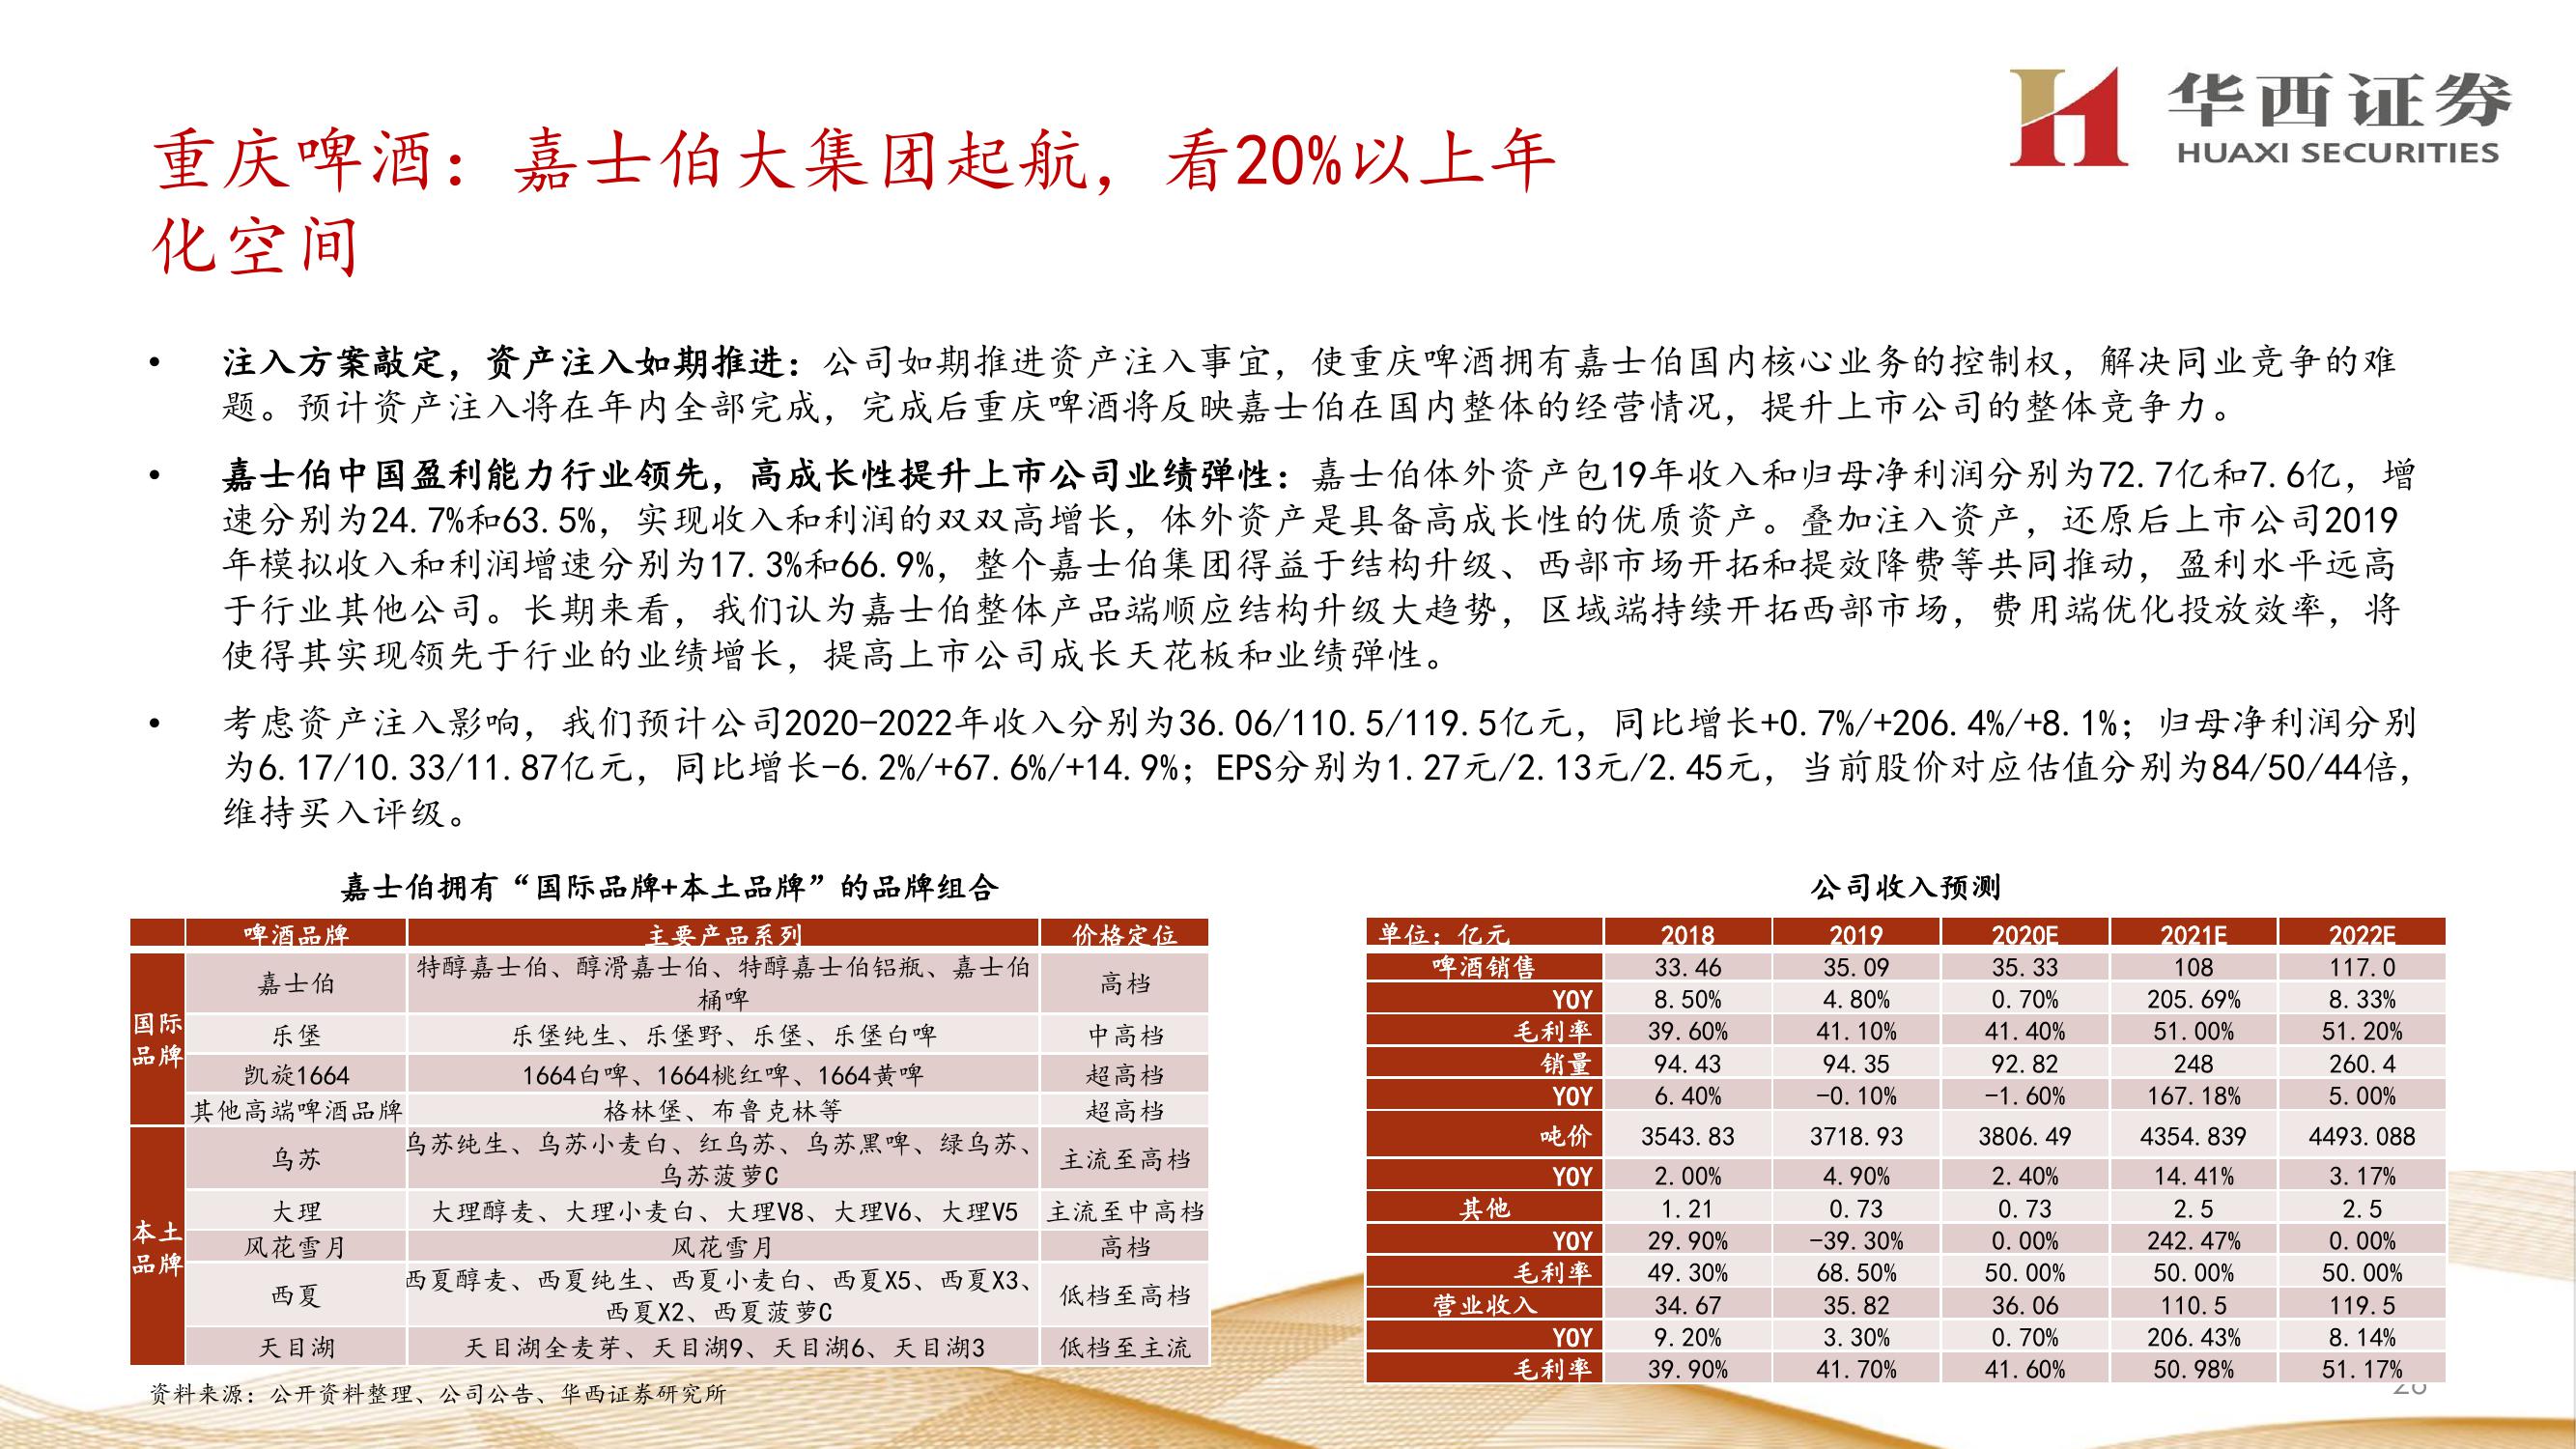 华西证券
HUAXI SECURITIES
重庆啤酒：嘉士伯大集团起航，看20%以上年
化空间
• 注入方案敲定，资产注入如期推进：公司如期推进资产注入事宜，使重庆啤酒拥有嘉士伯国内核心业务的控制权，解决同业竞争的难
题。预计资产注入将在年内全部完成，完成后重庆啤酒将反映嘉士伯在国内整体的经营情况，提升上市公司的整体竞争力。
• 嘉士伯中国盈利能力行业领先，高成长性提升上市公司业绩弹性：嘉士伯体外资产包19年收入和归母净利润分别为72.7亿和7.6亿，增
速分别为24.7%和63.5%，实现收入和利润的双双高增长，体外资产是具备高成长性的优质资产。叠加注入资产，还原后上市公司2019
年模拟收入和利润增速分别为17.3%和66.9%，整个嘉士伯集团得益于结构升级、西部市场开拓和提效降费等共同推动，盈利水平远高
于行业其他公司。长期来看，我们认为嘉士伯整体产品端顺应结构升级大趋势，区域端持续开拓西部市场，费用端优化投放效率，将
使得其实现领先于行业的业绩增长，提高上市公司成长天花板和业绩弹性。
• 考虑资产注入影响，我们预计公司2020-2022年收入分别为36.06/110.5/119.5亿元，同比增长+0.7%/+206.4%/+8.1%；归母净利润分别
为6.17/10.33/11.87亿元，同比增长-6.2%/+67.6%/+14.9%；EPS分别为1.27元/2.13元/2.45元，当前股价对应估值分别为84/50/44倍，
维持买入评级。
嘉士伯拥有“国际品牌+本土品牌”的品牌组合
啤酒品牌 主要产品系列 价格定位
国际
品牌
嘉士伯 特醇嘉士伯、醇滑嘉士伯、特醇嘉士伯铝瓶、嘉士伯
桶啤 高档
乐堡 乐堡纯生、乐堡野、乐堡、乐堡白啤 中高档
凯旋1664 1664白啤、1664桃红啤、1664黄啤 超高档
其他高端啤酒品牌 格林堡、布鲁克林等 超高档
本土
品牌
乌苏 乌苏纯生、乌苏小麦白、红乌苏、乌苏黑啤、绿乌苏、
乌苏菠萝C 主流至高档
大理 大理醇麦、大理小麦白、大理V8、大理V6、大理V5 主流至中高档
风花雪月 风花雪月 高档
西夏 西夏醇麦、西夏纯生、西夏小麦白、西夏X5、西夏X3、
西夏X2、西夏菠萝C 低档至高档
天目湖 天目湖全麦芽、天目湖9、天目湖6、天目湖3 低档至主流
资料来源：公开资料整理、公司公告、华西证券研究所
公司收入预测
单位：亿元 2018 2019 2020E 2021E 2022E
啤酒销售 33.46 35.09 35.33 108 117.0
YOY 8.50% 4.80% 0.70% 205.69% 8.33%
毛利率 39.60% 41.10% 41.40% 51.00% 51.20%
销量 94.43 94.35 92.82 248 260.4
YOY 6.40% -0.10% -1.60% 167.18% 5.00%
吨价 3543.83 3718.93 3806.49 4354.839 4493.088
YOY 2.00% 4.90% 2.40% 14.41% 3.17%
其他 1.21 0.73 0.73 2.5 2.5
YOY 29.90% -39.30% 0.00% 242.47% 0.00%
毛利率 49.30% 68.50% 50.00% 50.00% 50.00%
营业收入 34.67 35.82 36.06 110.5 119.5
YOY 9.20% 3.30% 0.70% 206.43% 8.14%
毛利率 39.90% 41.70% 41.60% 50.98% 51.17%